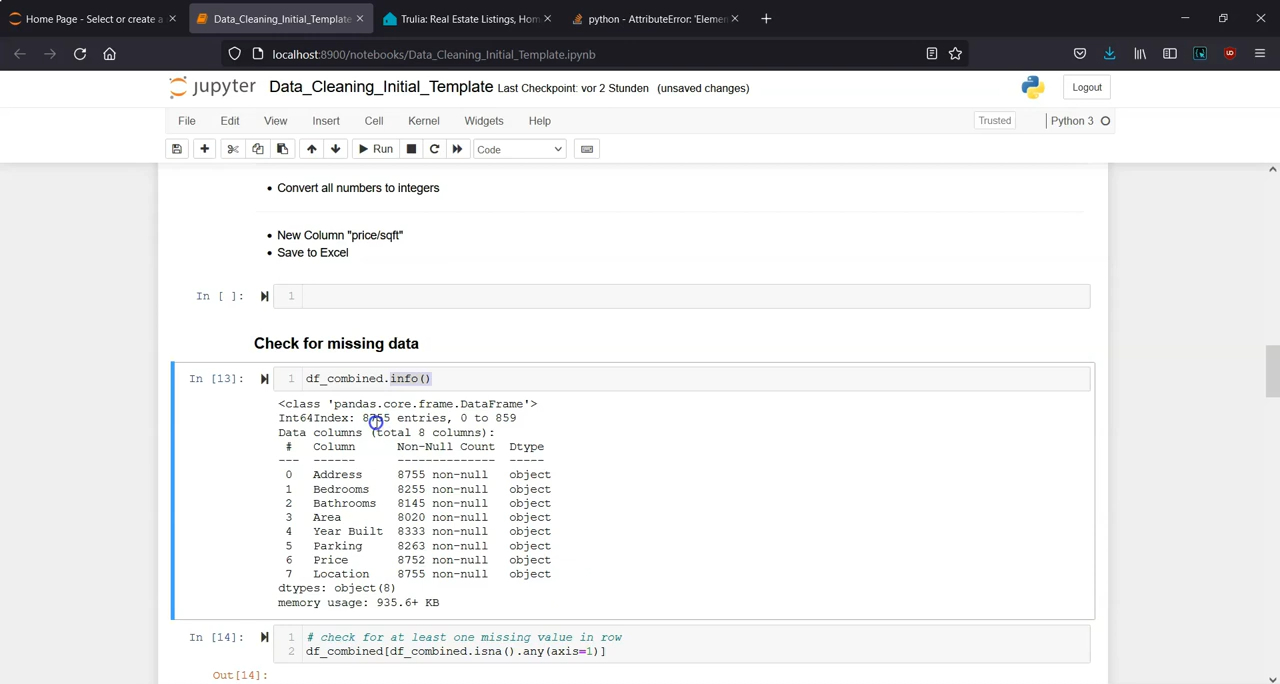 Home Page - Select or create a
Data_Cleaning_Initial_Template
Trulia: Real Estate Listings, Hom
python - AttributeError: 'Elemen
localhost:8900/notebooks/Data_Cleaning_Initial_Template.ipynb
jupyter Data_Cleaning_Initial_Template Last Checkpoint: vor 2 Stunden (unsaved changes)
Logout
File Edit View Insert Cell Kernel Widgets Help
Trusted
Python 3
Run
Code
• Convert all numbers to integers
• New Column "price/sqft"
• Save to Excel
In [ ]: 1
Check for missing data
In [13]: 1 df_combined.info()
<class 'pandas.core.frame.DataFrame'>
Int64Index: 8755 entries, 0 to 859
Data columns (total 8 columns):
# Column Non-Null Count Dtype
--- ------ -------------- -----
0 Address 8755 non-null object
1 Bedrooms 8255 non-null object
2 Bathrooms 8145 non-null object
3 Area 8020 non-null object
4 Year Built 8333 non-null object
5 Parking 8263 non-null object
6 Price 8752 non-null object
7 Location 8755 non-null object
dtypes: object(8)
memory usage: 935.6+ KB
In [14]: 1 # check for at least one missing value in row
2 df_combined[df_combined.isna().any(axis=1)]
Out[14]: